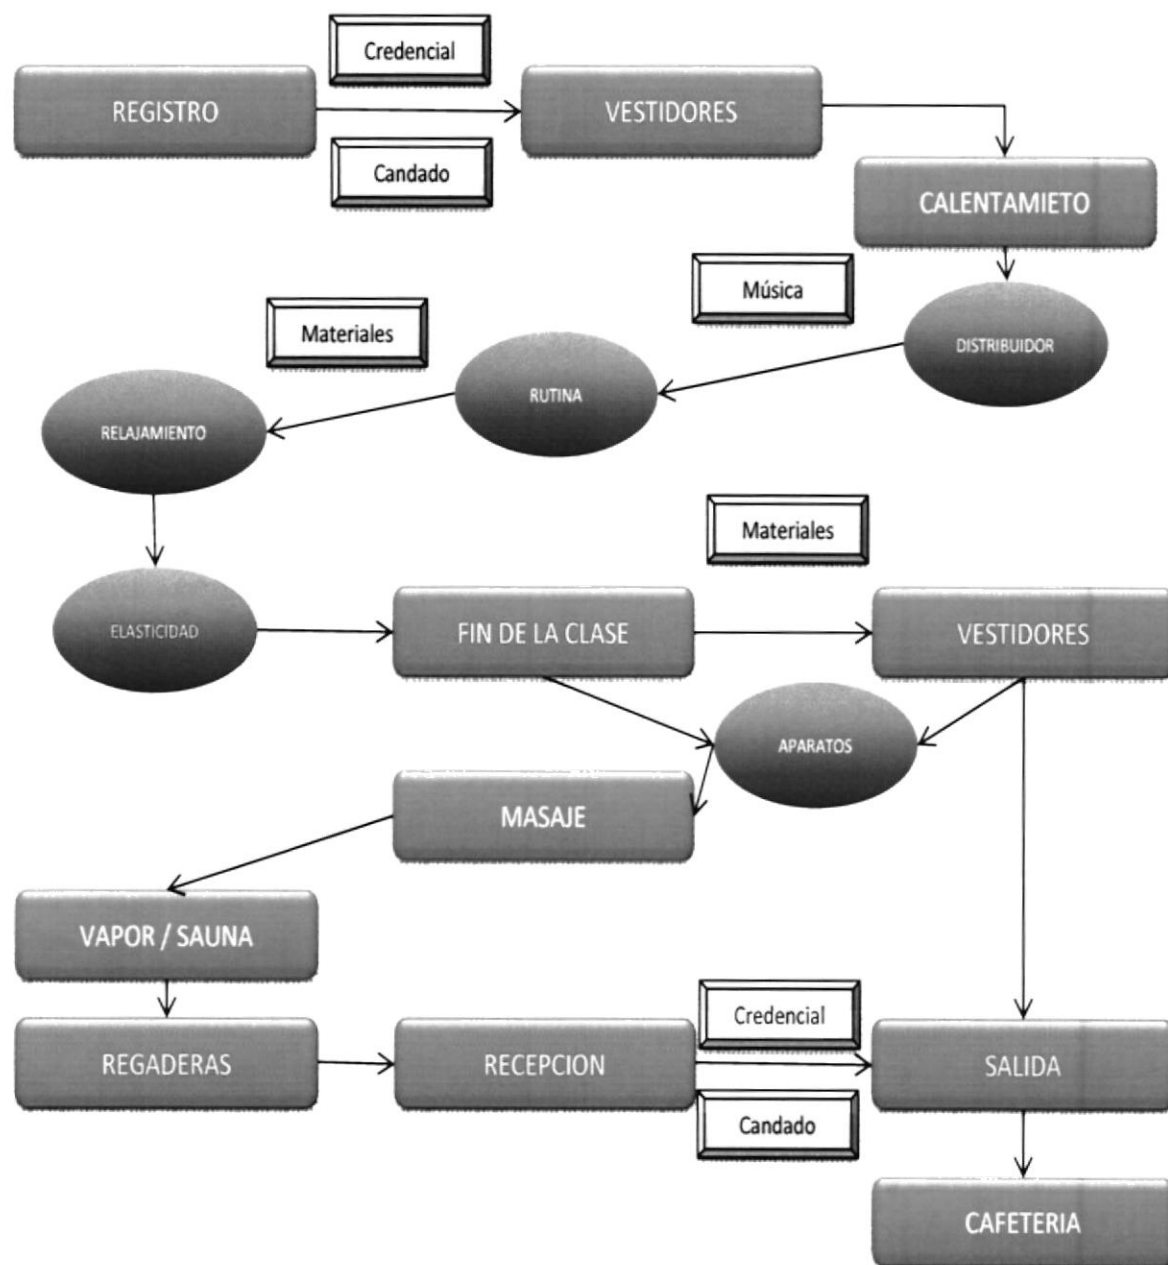 Credencial
REGISTRO
VESTIDORES
Candado
CALENTAMIETO
Música
Materiales
DISTRIBUIDOR
RUTINA
RELAJAMIENTO
Materiales
ELASTICIDAD
FIN DE LA CLASE
VESTIDORES
APARATOS
MASAJE
VAPOR / SAUNA
Credencial
REGADERAS
RECEPCION
SALIDA
Candado
CAFETERIA